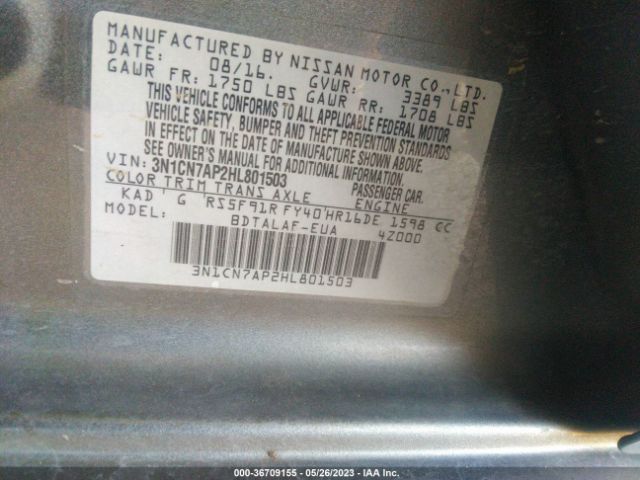 MANUFACTURED BY NISSAN MOTOR CO.,LTD.
DATE: 08/16. GVWR: 3389 LBS
GAWR FR: 1750 LBS GAWR RR: 1708 LBS
THIS VEHICLE CONFORMS TO ALL APPLICABLE FEDERAL MOTOR
VEHICLE SAFETY, BUMPER AND THEFT PREVENTION STANDARDS
IN EFFECT ON THE DATE OF MANUFACTURE SHOWN ABOVE.
SEE OWNER'S MANUAL FOR ADDITIONAL INFORMATION.
VIN: 3N1CN7AP2HL801503 PASSENGER CAR.
COLOR TRIM TRANS AXLE ENGINE
KAD ' G RS5F91R FY40'HR16DE 1598 CC
MODEL: BDTALAF-EUA 4Z000
3N1CN7AP2HL801503
000-36709155 - 05/26/2023 - IAA Inc.